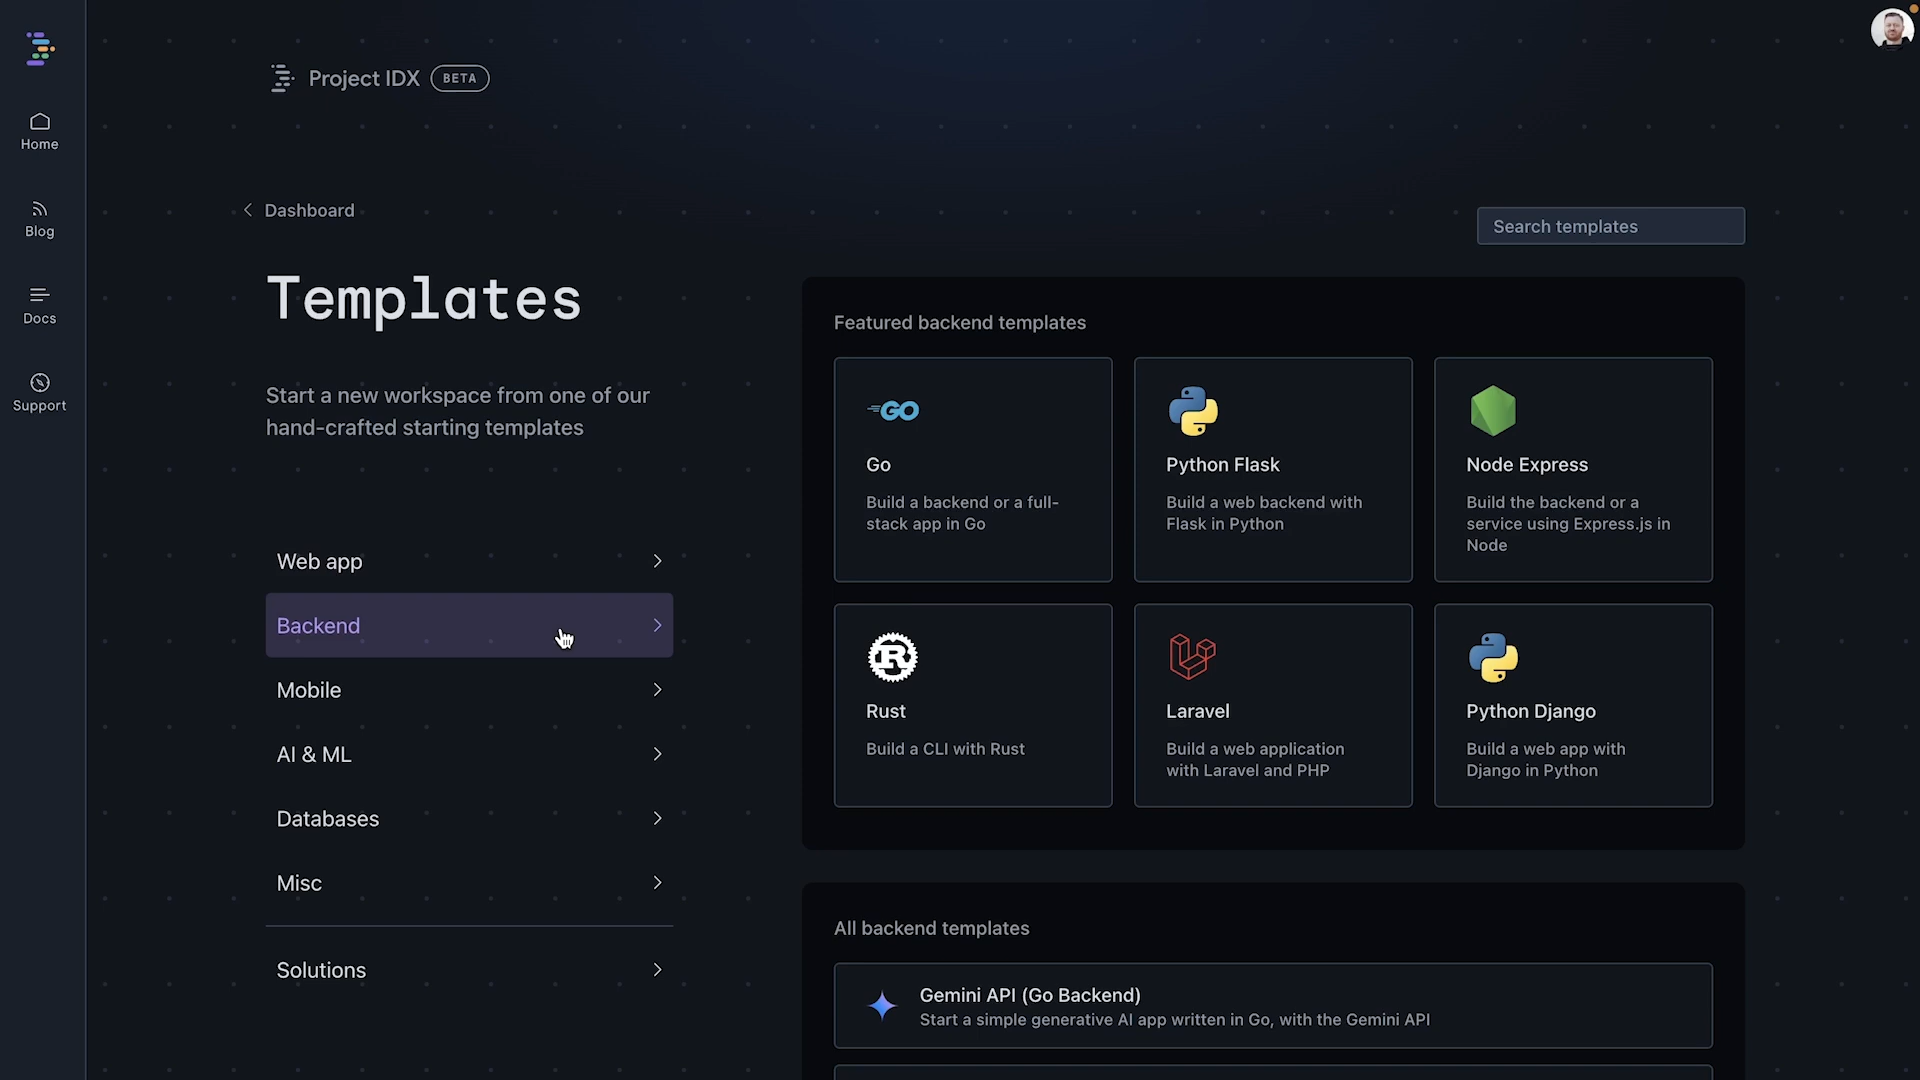 Project IDX
BETA
Home
Blog
Docs
Support
Dashboard
Search templates
Templates
Start a new workspace from one of our
hand-crafted starting templates
Web app
Backend
Mobile
AI & ML
Databases
Misc
Solutions
Featured backend templates
GO
Go
Build a backend or a full-
stack app in Go
Python Flask
Build a web backend with
Flask in Python
Node Express
Build the backend or a
service using Express.js in
Node
R
Rust
Build a CLI with Rust
Laravel
Build a web application
with Laravel and PHP
Python Django
Build a web app with
Django in Python
All backend templates
Gemini API (Go Backend)
Start a simple generative AI app written in Go, with the Gemini API